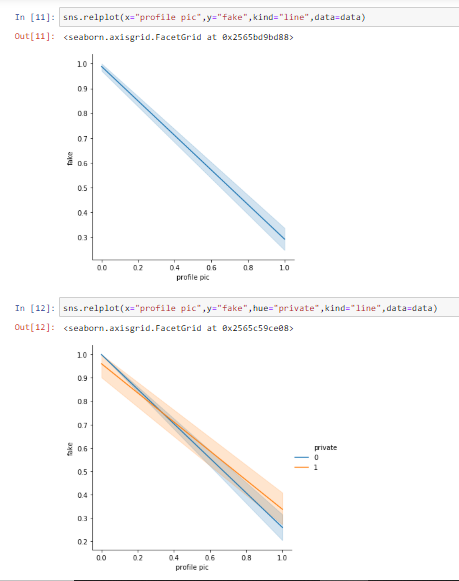 In [11]: sns.relplot(x="profile pic",y="fake",kind="line",data=data)
Out[11]: <seaborn.axisgrid.FacetGrid at 0x2565bd9bd88>
1.0
0.9
0.8
0.7
0.6
0.5
0.4
0.3
fake
0.0 0.2 0.4 0.6 0.8 1.0
profile pic
In [12]: sns.relplot(x="profile pic",y="fake",hue="private",kind="line",data=data)
Out[12]: <seaborn.axisgrid.FacetGrid at 0x2565c59ce08>
1.0
0.9
0.8
0.7
0.6
0.5
0.4
0.3
0.2
fake
private
0
1
0.0 0.2 0.4 0.6 0.8 1.0
profile pic